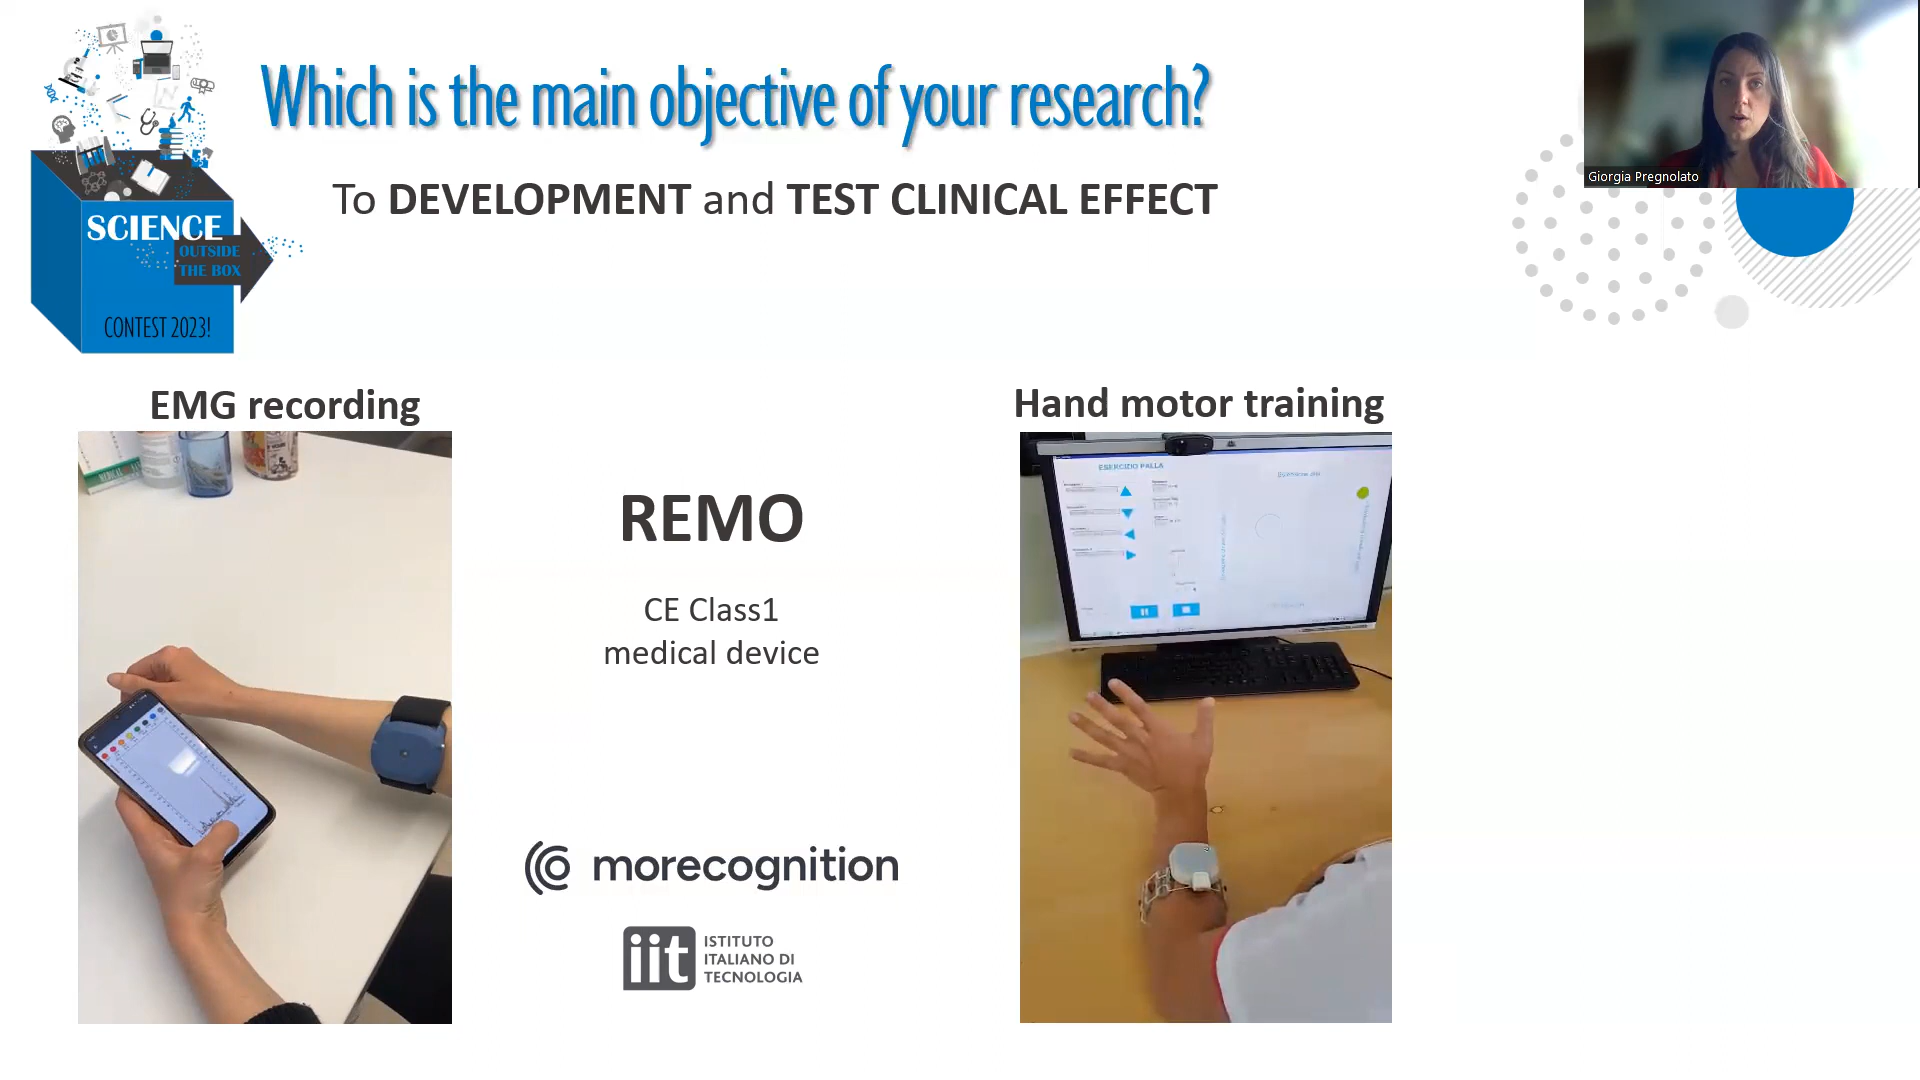 Which is the main objective of your research?
Giorgia Pregnolato
To DEVELOPMENT and TEST CLINICAL EFFECT
SCIENCE
OUTSIDE
THE BOX
CONTEST 2023!
EMG recording
Hand motor training
ESERCIZIO PALLA
REMO
CE Class1
medical device
morecognition
iit
ISTITUTO
ITALIANO DI
TECNOLOGIA